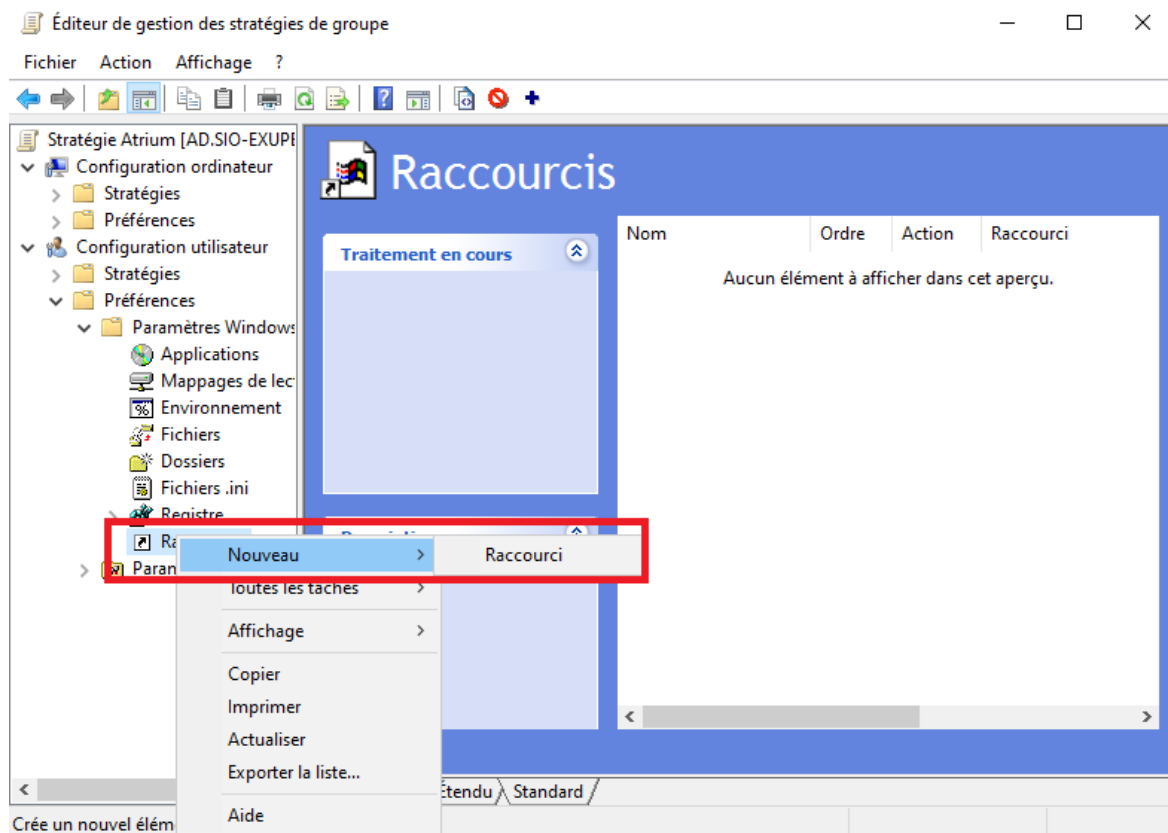 Éditeur de gestion des stratégies de groupe
Fichier Action Affichage ?
Stratégie Atrium [AD.SIO-EXUPE
Configuration ordinateur
Stratégies
Préférences
Configuration utilisateur
Stratégies
Préférences
Paramètres Windows
Applications
Mappages de lec
Environnement
Fichiers
Dossiers
Fichiers .ini
Registre
Ra
Param
Raccourcis
Traitement en cours
Nom Ordre Action Raccourci
Aucun élément à afficher dans cet aperçu.
Nouveau
Raccourci
Toutes les tâches
Affichage
Copier
Imprimer
Actualiser
Exporter la liste...
Aide
Étendu Standard
Crée un nouvel élém